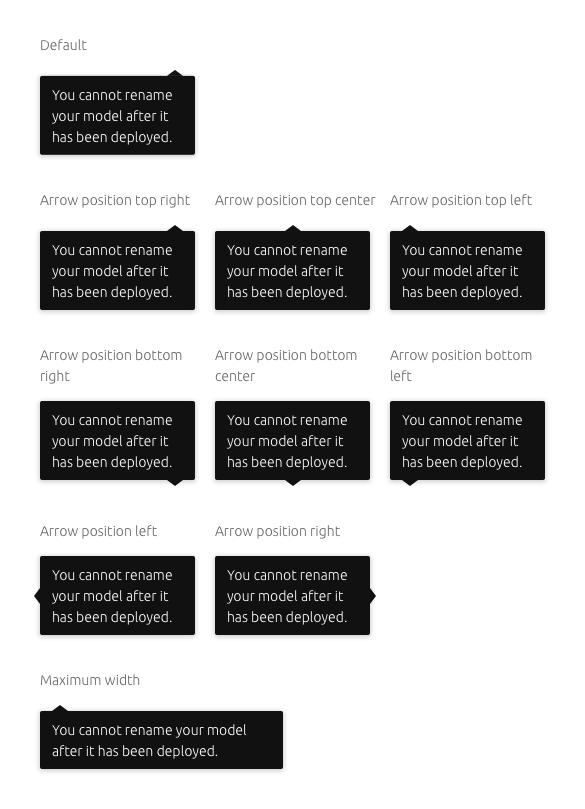 Default
You cannot rename
your model after it
has been deployed.
Arrow position top right
You cannot rename
your model after it
has been deployed.
Arrow position top center
You cannot rename
your model after it
has been deployed.
Arrow position top left
You cannot rename
your model after it
has been deployed.
Arrow position bottom
right
You cannot rename
your model after it
has been deployed.
Arrow position bottom
center
You cannot rename
your model after it
has been deployed.
Arrow position bottom
left
You cannot rename
your model after it
has been deployed.
Arrow position left
You cannot rename
your model after it
has been deployed.
Arrow position right
You cannot rename
your model after it
has been deployed.
Maximum width
You cannot rename your model
after it has been deployed.